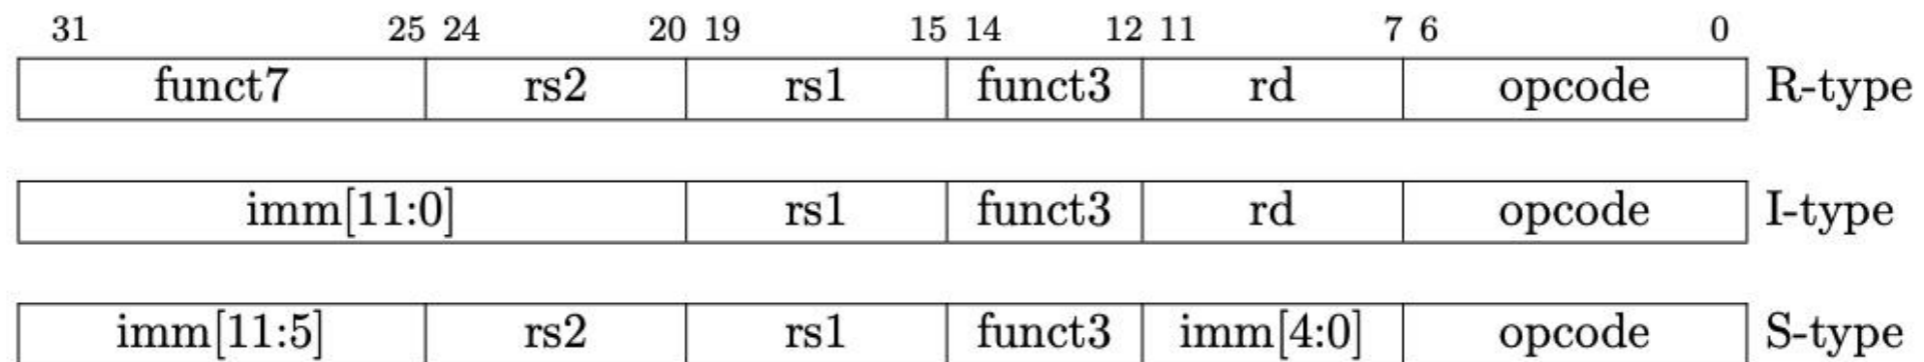 31 25 24 20 19 15 14 12 11 7 6 0
funct7 rs2 rs1 funct3 rd opcode R-type
imm[11:0] rs1 funct3 rd opcode I-type
imm[11:5] rs2 rs1 funct3 imm[4:0] opcode S-type